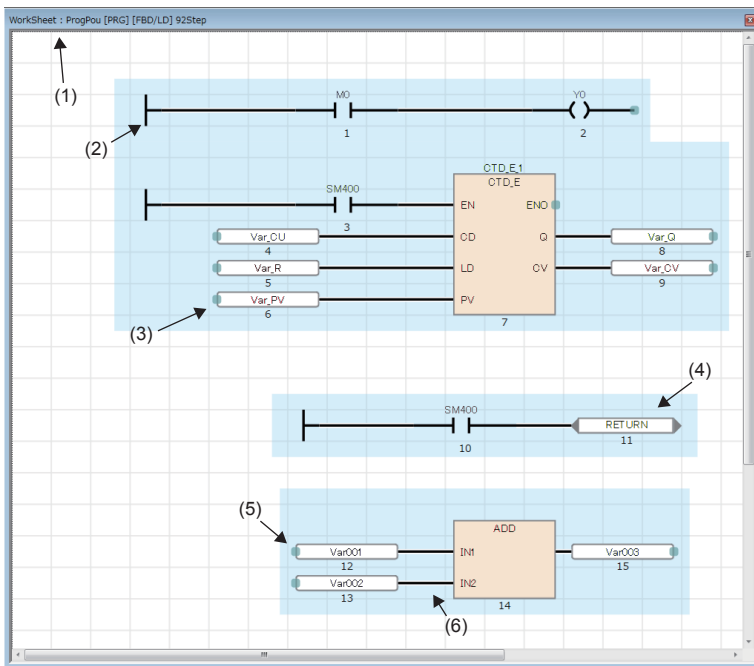 WorkSheet : ProgPou [PRG] [FBD/LD] 92Step
(1)
M0
Y0
1
2
(2)
CTD_E_1
CTD_E
SM400
3
EN
ENO
Var_CU
CD
Q
Var_Q
4
8
Var_R
LD
CV
Var_CV
5
9
Var_PV
PV
6
7
(3)
(4)
SM400
RETURN
10
11
(5)
ADD
Var001
IN1
Var003
12
15
Var002
IN2
13
14
(6)